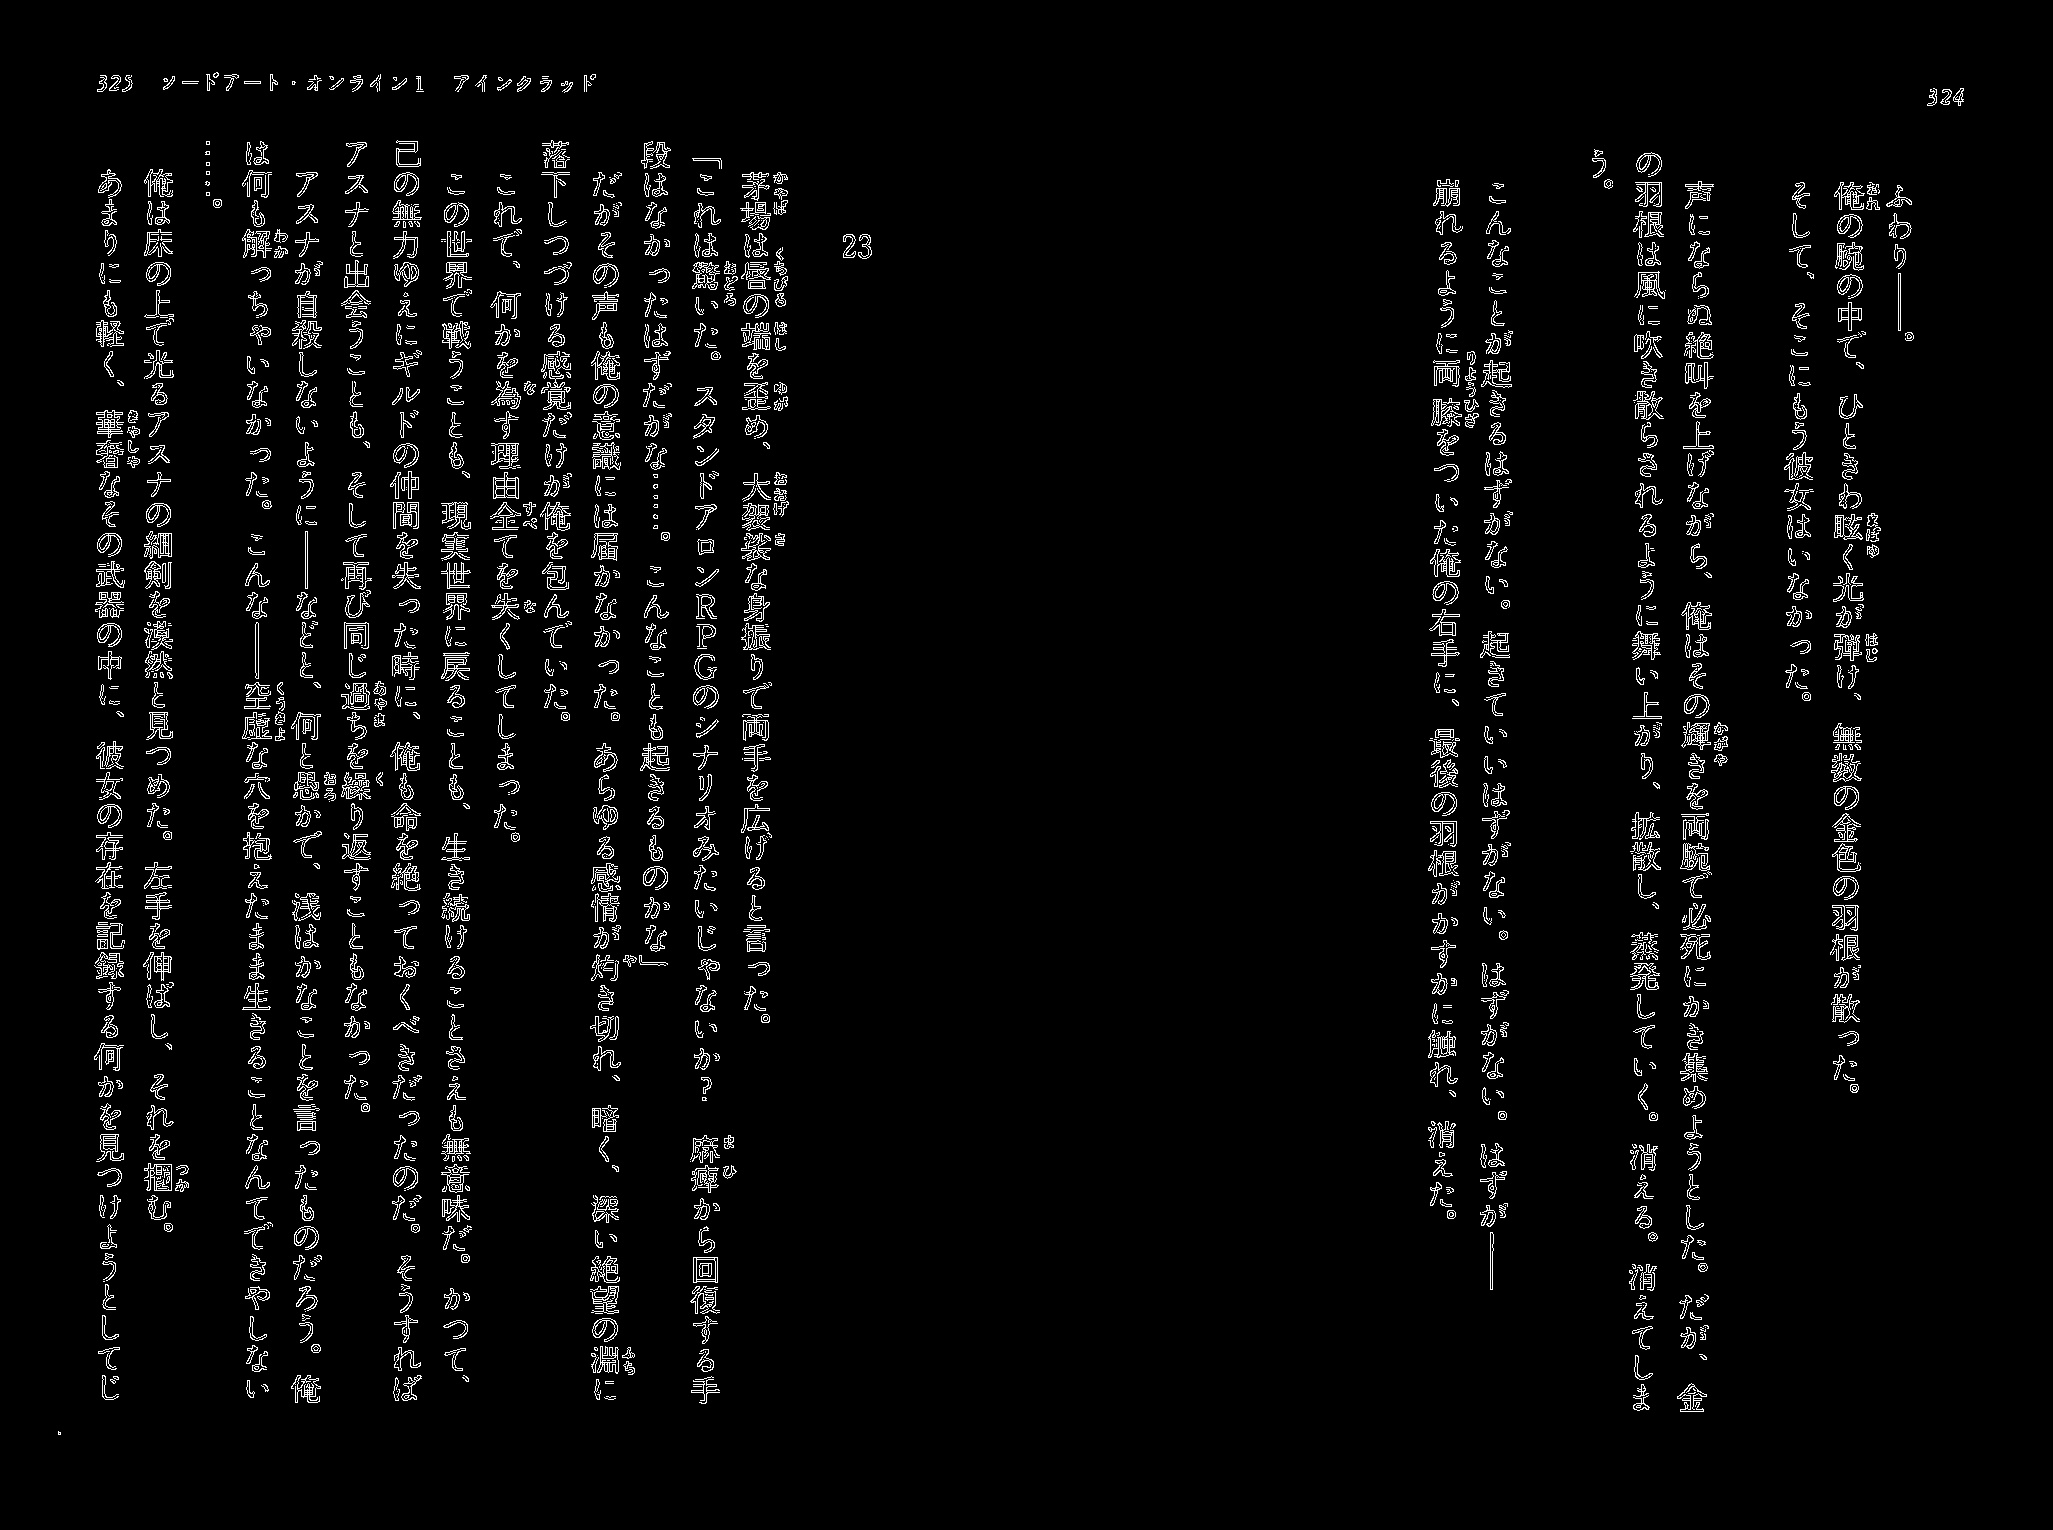 324
ふわり――。
俺の腕の中で、ひときわ眩く光が弾け、無数の金色の羽根が散った。
そして、そこにもう彼女はいなかった。
声にならぬ絶叫を上げながら、俺はその輝きを両腕で必死にかき集めようとした。だが、金
の羽根は風に吹き散らされるように舞い上がり、拡散し、蒸発していく。消える。消えてしま
う。
こんなことが起きるはずがない。起きていいはずがない。はずがない。はずが――
崩れるように両膝をついた俺の右手に、最後の羽根がかすかに触れ、消えた。
325 ソードアート・オンライン1 アインクラッド
23
茅場は唇の端を歪め、大袈裟な身振りで両手を広げると言った。
「これは驚いた。スタンドアロンRPGのシナリオみたいじゃないか? 麻痺から回復する手
段はなかったはずだがな……。こんなことも起きるものかな」
だがその声も俺の意識には届かなかった。あらゆる感情が灼き切れ、暗く、深い絶望の淵に
落下しつづける感覚だけが俺を包んでいた。
これで、何かを為す理由全てを失くしてしまった。
この世界で戦うことも、現実世界に戻ることも、生き続けることさえも無意味だ。かつて、
己の無力ゆえにギルドの仲間を失った時に、俺も命を絶っておくべきだったのだ。そうすれば
アスナと出会うことも、そして再び同じ過ちを繰り返すこともなかった。
アスナが自殺しないように――などと、何と愚かで、浅はかなことを言ったものだろう。俺
は何も解っちゃいなかった。こんな――空虚な穴を抱えたまま生きることなんてできやしない
……。
俺は床の上で光るアスナの細剣を漠然と見つめた。左手を伸ばし、それを摑む。
あまりにも軽く、華奢なその武器の中に、彼女の存在を記録する何かを見つけようとしてじ